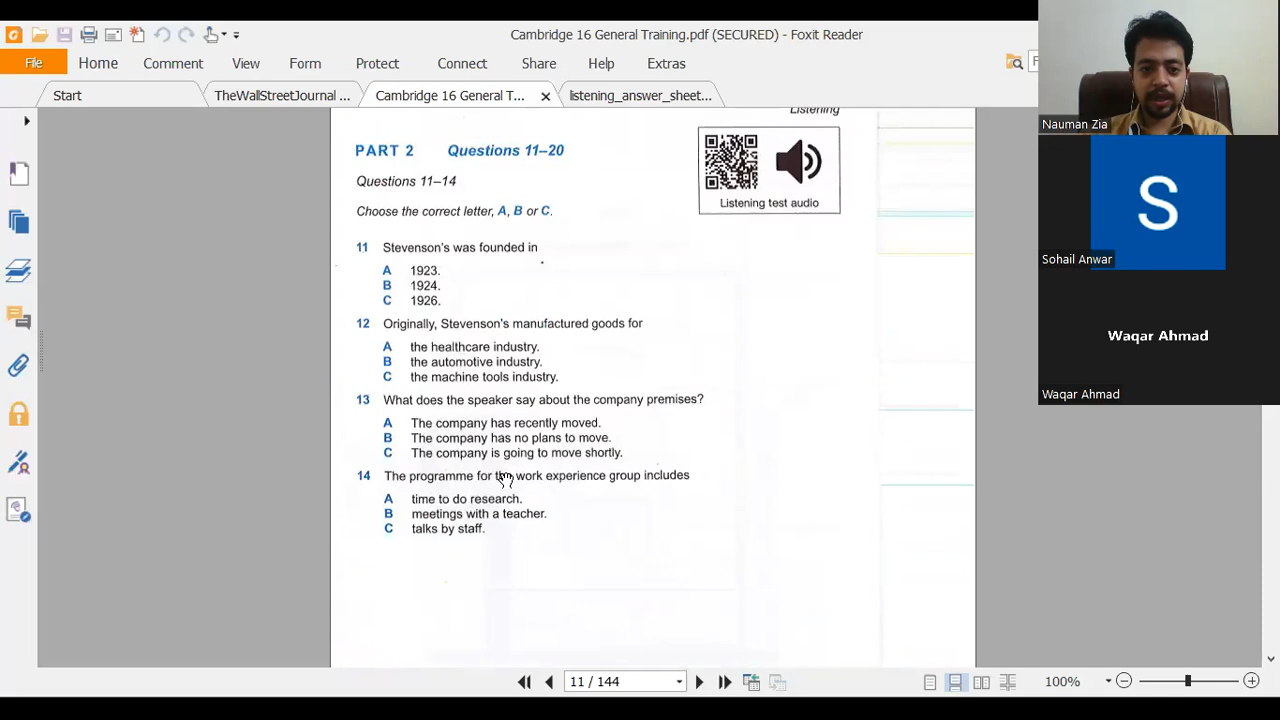 Cambridge 16 General Training.pdf (SECURED) - Foxit Reader
File Home Comment View Form Protect Connect Share Help Extras
Start TheWallStreetJournal ... Cambridge 16 General T... listening_answer_sheet...
Listening
PART 2 Questions 11–20
Questions 11–14
Choose the correct letter, A, B or C.
Listening test audio
11 Stevenson's was founded in
A 1923.
B 1924.
C 1926.
12 Originally, Stevenson's manufactured goods for
A the healthcare industry.
B the automotive industry.
C the machine tools industry.
13 What does the speaker say about the company premises?
A The company has recently moved.
B The company has no plans to move.
C The company is going to move shortly.
14 The programme for the work experience group includes
A time to do research.
B meetings with a teacher.
C talks by staff.
11 / 144
100%
Nauman Zia
S
Sohail Anwar
Waqar Ahmad
Waqar Ahmad